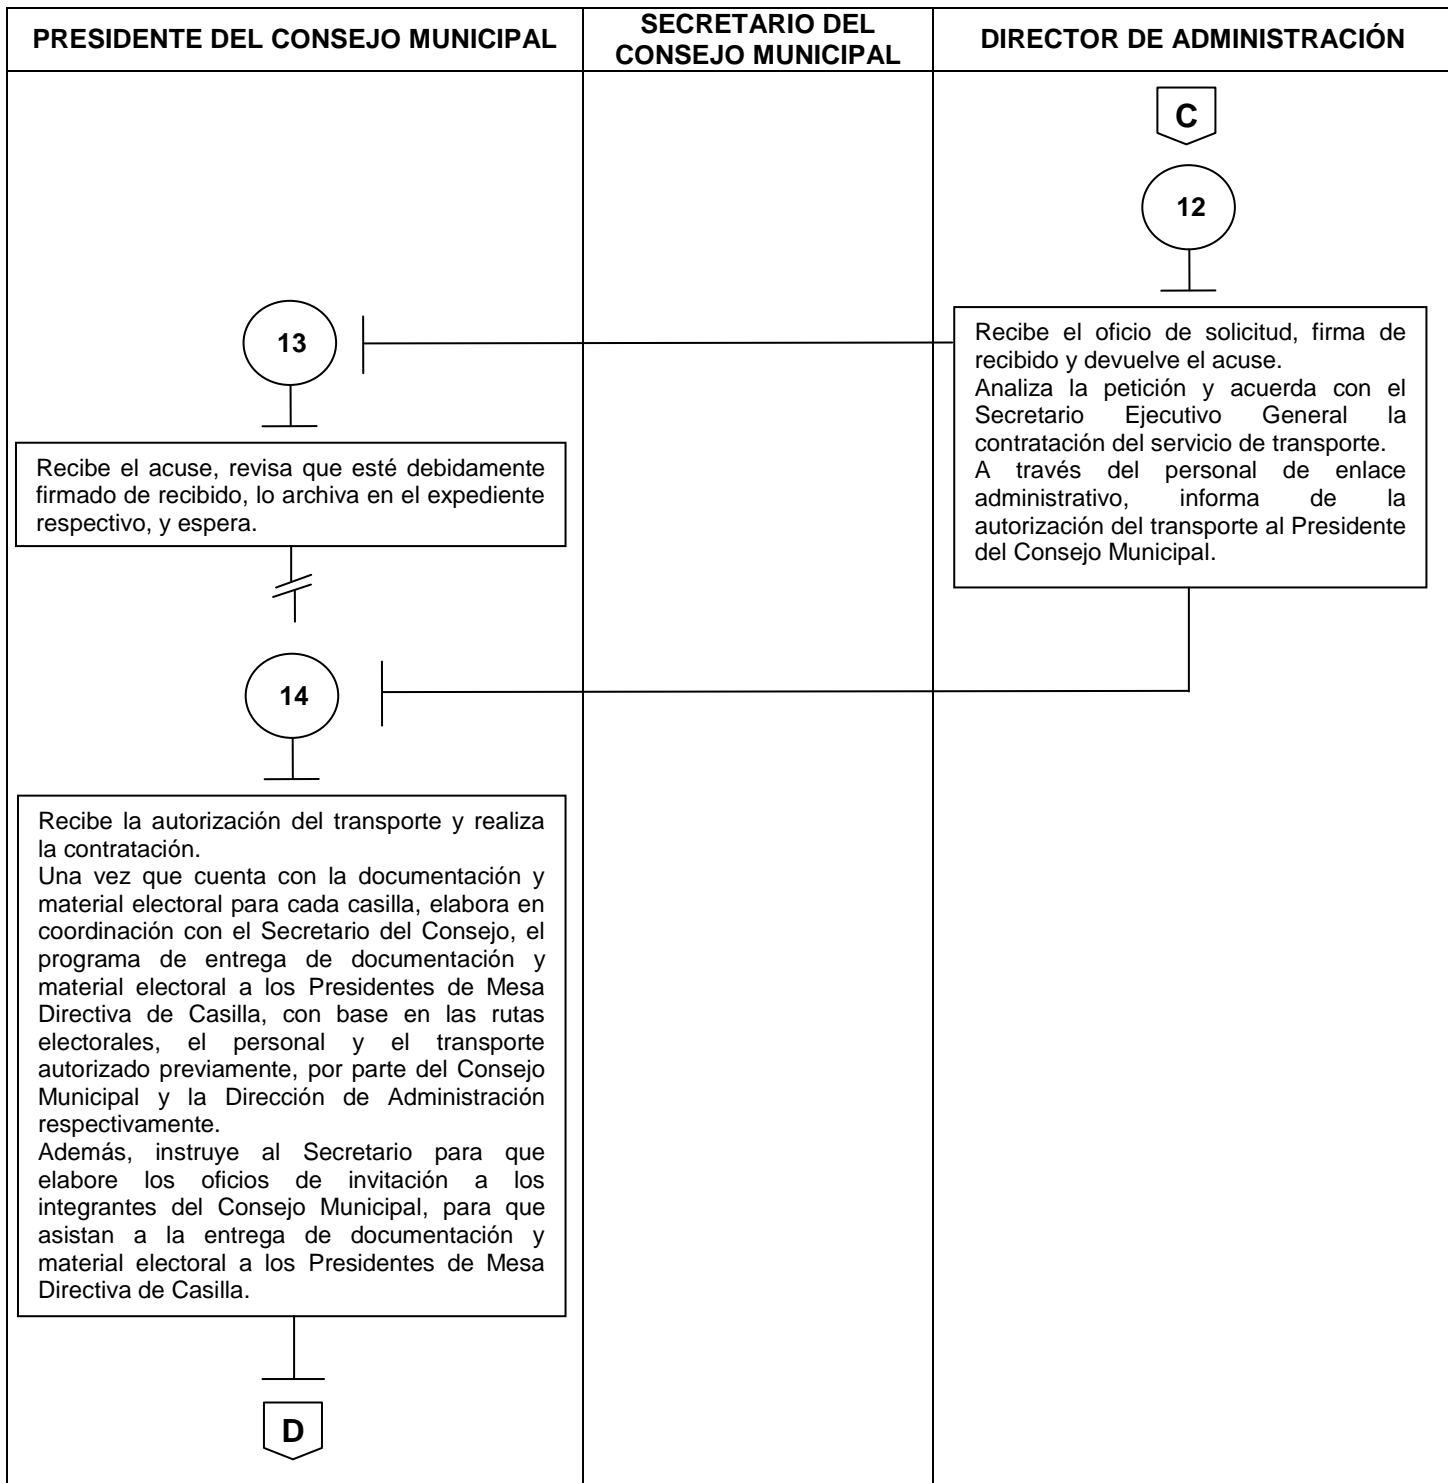 PRESIDENTE DEL CONSEJO MUNICIPAL
SECRETARIO DEL
CONSEJO MUNICIPAL
DIRECTOR DE ADMINISTRACIÓN
C
12
Recibe el oficio de solicitud, firma de
recibido y devuelve el acuse.
Analiza la petición y acuerda con el
Secretario Ejecutivo General la
contratación del servicio de transporte.
A través del personal de enlace
administrativo, informa de la
autorización del transporte al Presidente
del Consejo Municipal.
13
Recibe el acuse, revisa que esté debidamente
firmado de recibido, lo archiva en el expediente
respectivo, y espera.
14
Recibe la autorización del transporte y realiza
la contratación.
Una vez que cuenta con la documentación y
material electoral para cada casilla, elabora en
coordinación con el Secretario del Consejo, el
programa de entrega de documentación y
material electoral a los Presidentes de Mesa
Directiva de Casilla, con base en las rutas
electorales, el personal y el transporte
autorizado previamente, por parte del Consejo
Municipal y la Dirección de Administración
respectivamente.
Además, instruye al Secretario para que
elabore los oficios de invitación a los
integrantes del Consejo Municipal, para que
asistan a la entrega de documentación y
material electoral a los Presidentes de Mesa
Directiva de Casilla.
D